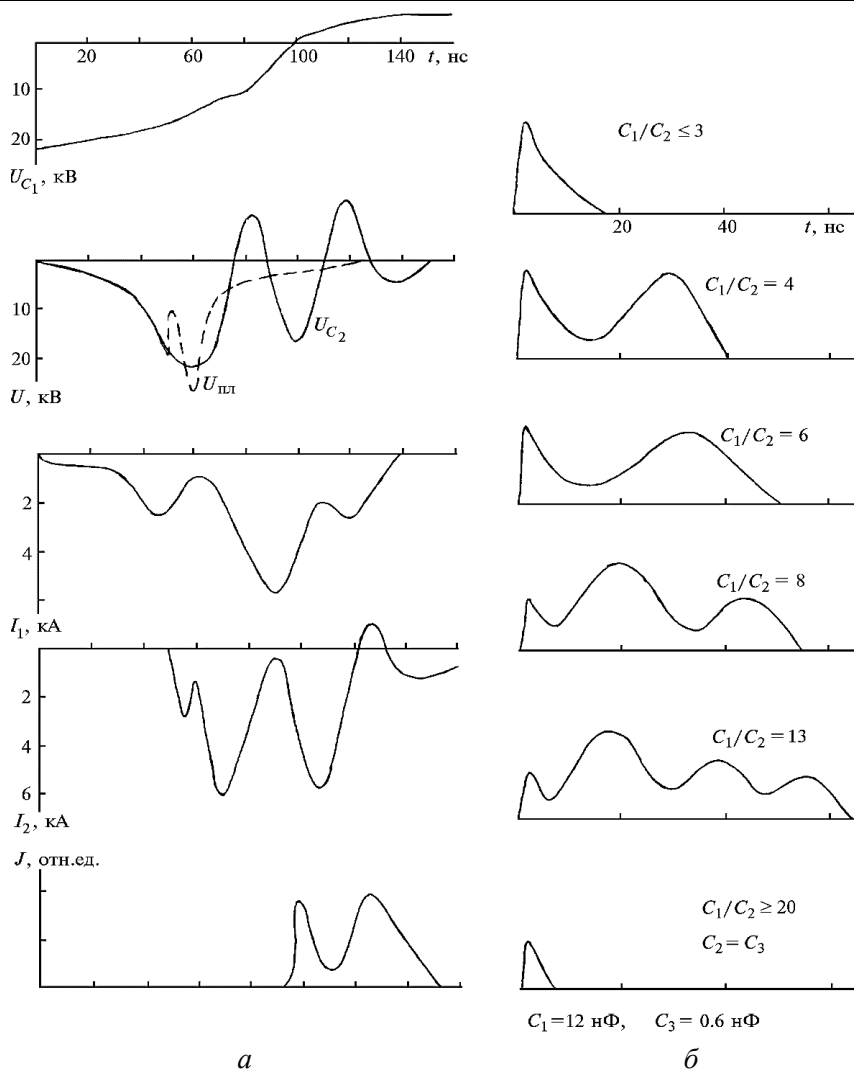 20 60 100 140 t, нс
10
20
U_{C_1}, кВ
10
20
U, кВ
U_{C_2}
U_{пл}
2
4
I_1, кА
2
4
6
I_2, кА
J, отн.ед.
а
C_1/C_2 ≤ 3
20 40 t, нс
C_1/C_2 = 4
C_1/C_2 = 6
C_1/C_2 = 8
C_1/C_2 = 13
C_1/C_2 ≥ 20
C_2 = C_3
C_1=12 нФ, C_3=0.6 нФ
б